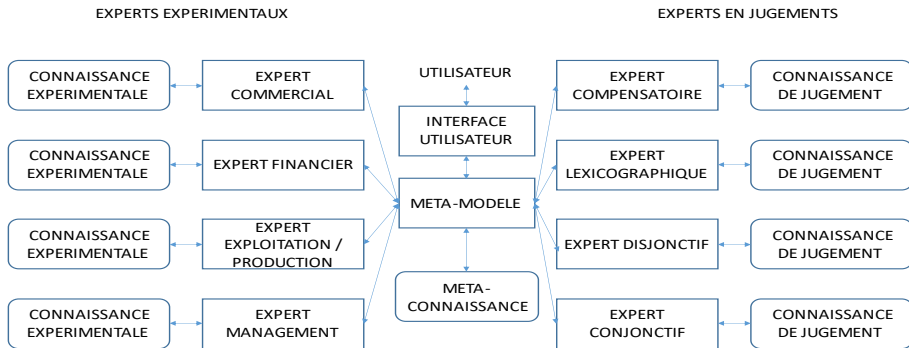 EXPERTS EXPERIMENTAUX
EXPERTS EN JUGEMENTS
CONNAISSANCE
EXPERIMENTALE
EXPERT
COMMERCIAL
UTILISATEUR
INTERFACE
UTILISATEUR
EXPERT
COMPENSATOIRE
CONNAISSANCE
DE JUGEMENT
CONNAISSANCE
EXPERIMENTALE
EXPERT FINANCIER
EXPERT
LEXICOGRAPHIQUE
CONNAISSANCE
DE JUGEMENT
META-MODELE
CONNAISSANCE
EXPERIMENTALE
EXPERT
EXPLOITATION /
PRODUCTION
EXPERT DISJONCTIF
CONNAISSANCE
DE JUGEMENT
META-
CONNAISSANCE
CONNAISSANCE
EXPERIMENTALE
EXPERT
MANAGEMENT
EXPERT
CONJONCTIF
CONNAISSANCE
DE JUGEMENT